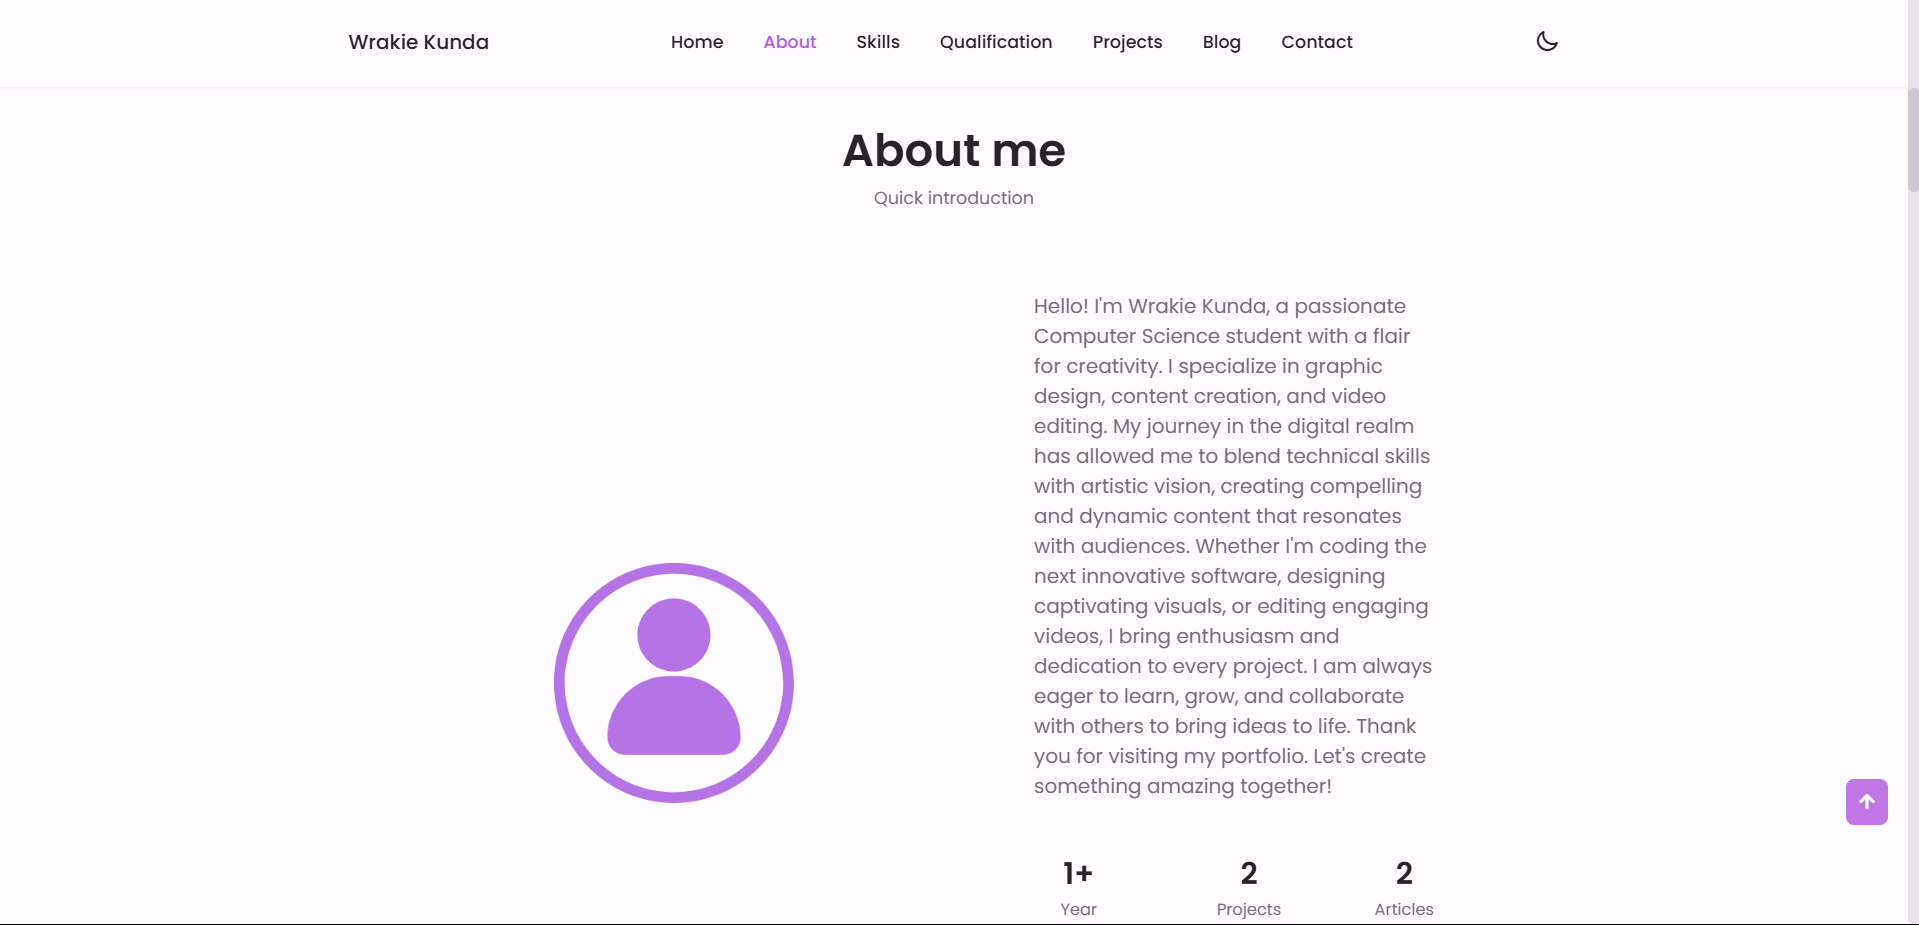 Wrakie Kunda
Home About Skills Qualification Projects Blog Contact
About me
Quick introduction
Hello! I'm Wrakie Kunda, a passionate
Computer Science student with a flair
for creativity. I specialize in graphic
design, content creation, and video
editing. My journey in the digital realm
has allowed me to blend technical skills
with artistic vision, creating compelling
and dynamic content that resonates
with audiences. Whether I'm coding the
next innovative software, designing
captivating visuals, or editing engaging
videos, I bring enthusiasm and
dedication to every project. I am always
eager to learn, grow, and collaborate
with others to bring ideas to life. Thank
you for visiting my portfolio. Let's create
something amazing together!
1+ 2 2
Year Projects Articles